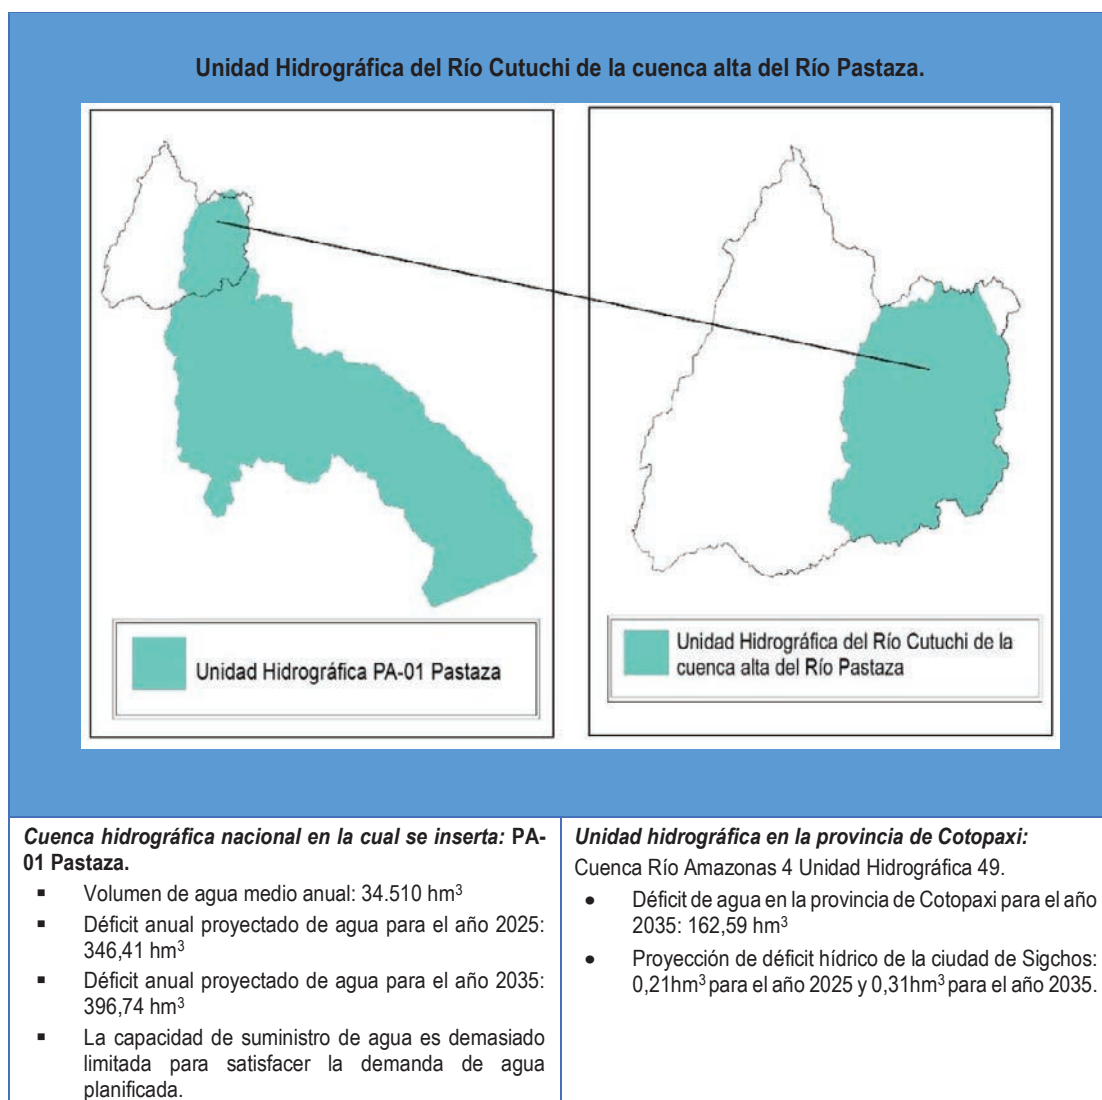 Unidad Hidrográfica del Río Cutuchi de la cuenca alta del Río Pastaza.
Unidad Hidrográfica PA-01 Pastaza
Unidad Hidrográfica del Río Cutuchi de la
cuenca alta del Río Pastaza
Cuenca hidrográfica nacional en la cual se inserta: PA-
01 Pastaza.
▪ Volumen de agua medio anual: 34.510 hm³
▪ Déficit anual proyectado de agua para el año 2025:
346,41 hm³
▪ Déficit anual proyectado de agua para el año 2035:
396,74 hm³
▪ La capacidad de suministro de agua es demasiado
limitada para satisfacer la demanda de agua
planificada.
Unidad hidrográfica en la provincia de Cotopaxi:
Cuenca Río Amazonas 4 Unidad Hidrográfica 49.
• Déficit de agua en la provincia de Cotopaxi para el año
2035: 162,59 hm³
• Proyección de déficit hídrico de la ciudad de Sigchos:
0,21hm³ para el año 2025 y 0,31hm³ para el año 2035.